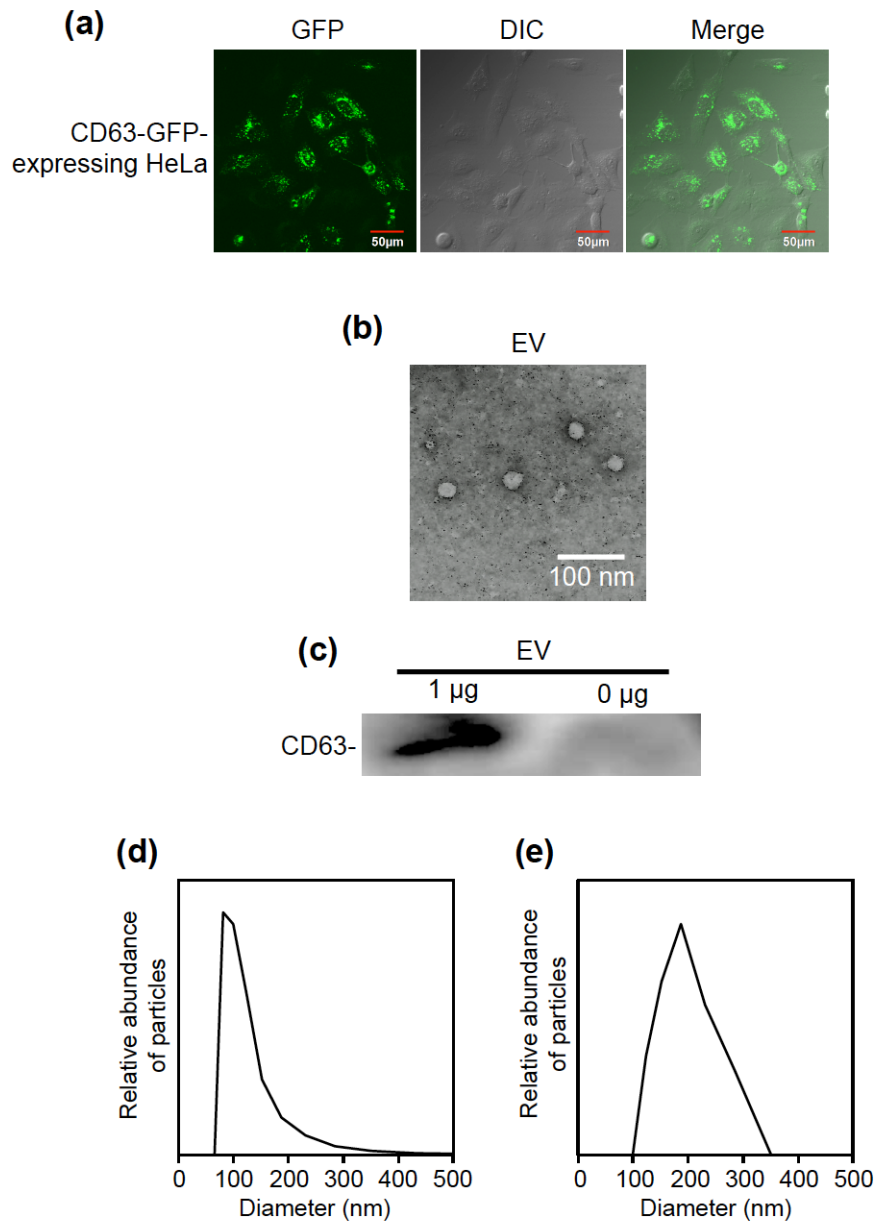 (a)
GFP DIC Merge
CD63-GFP-
expressing HeLa
50μm 50μm 50μm
(b)
EV
100 nm
(c)
EV
1 μg 0 μg
CD63-
(d) (e)
Relative abundance
of particles
0 100 200 300 400 500
Diameter (nm)
Relative abundance
of particles
0 100 200 300 400 500
Diameter (nm)